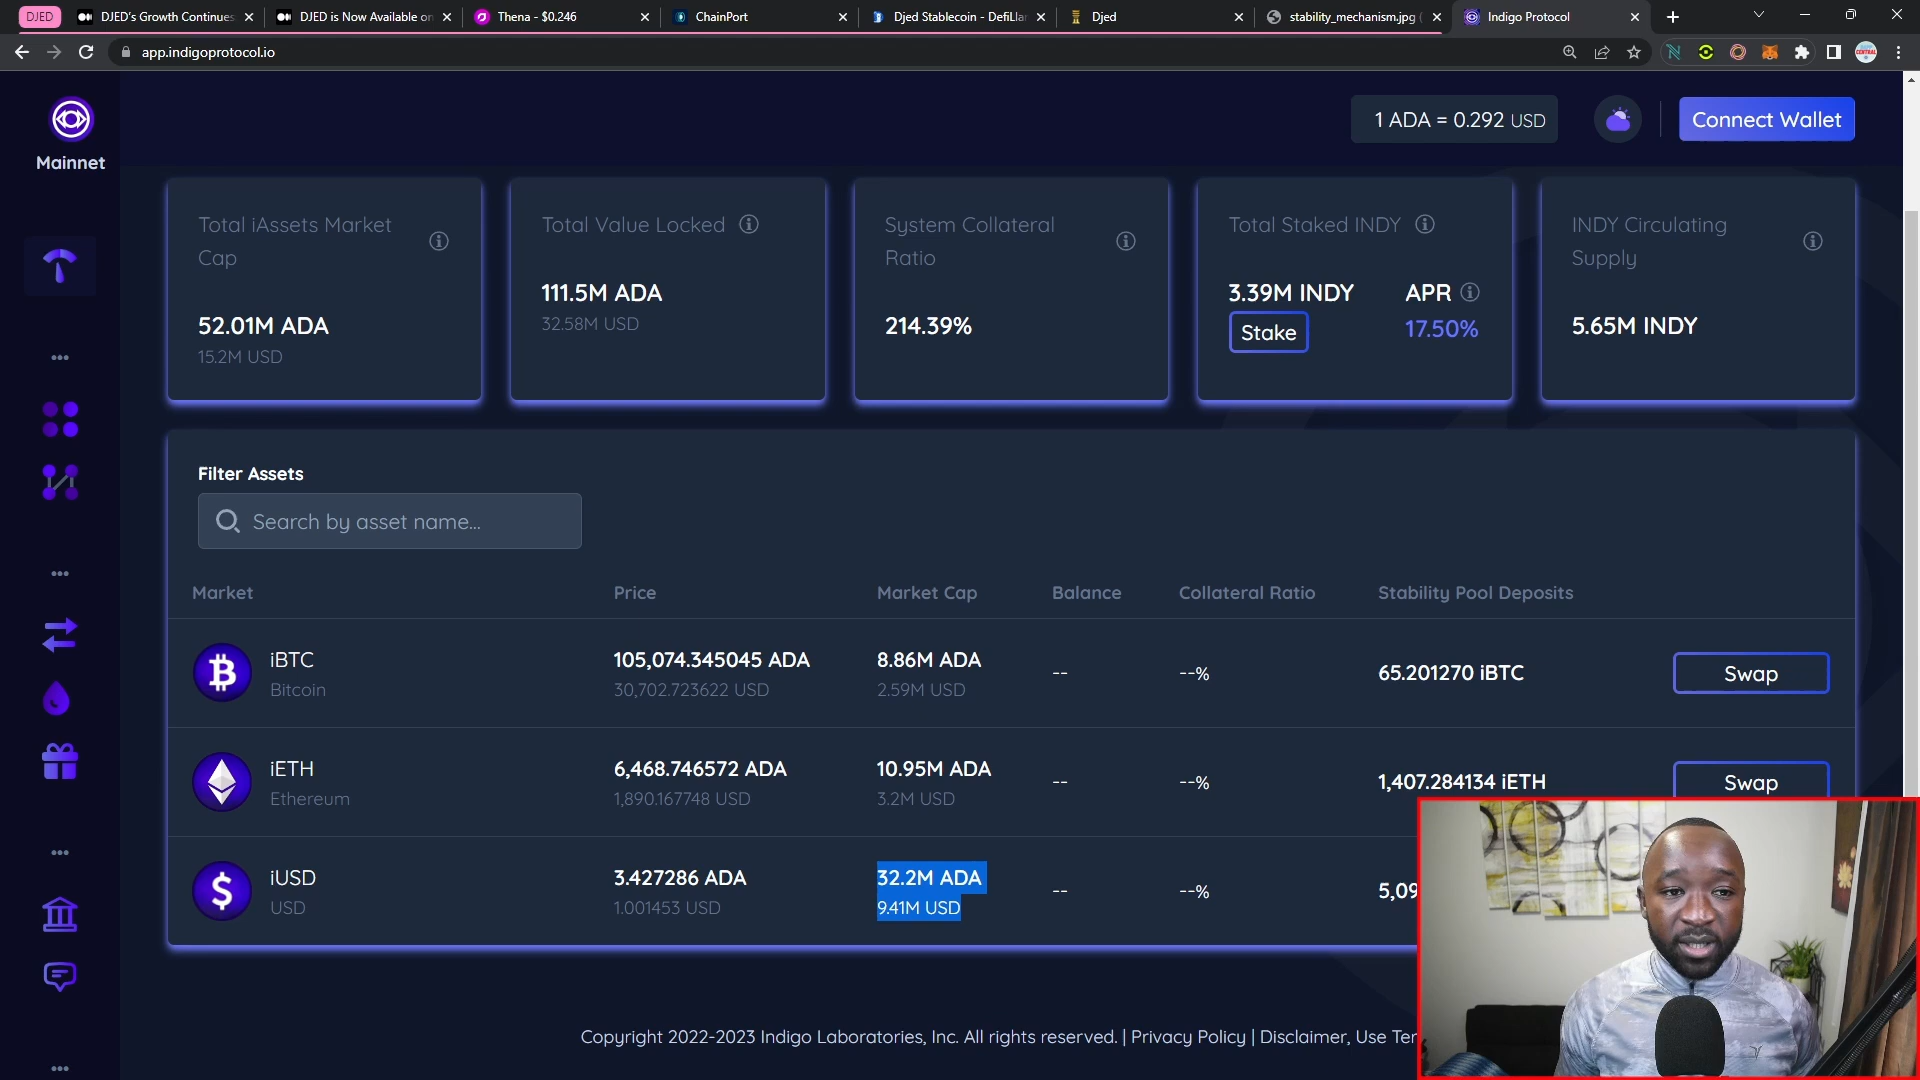 DJED
DJED's Growth Continues
DJED is Now Available on
Thena - $0.246
ChainPort
Djed Stablecoin - DefiLlar
Djed
stability_mechanism.jpg (
Indigo Protocol
app.indigoprotocol.io
Mainnet
1 ADA = 0.292 USD
Connect Wallet
Total iAssets Market
Cap
52.01M ADA
15.2M USD
Total Value Locked
111.5M ADA
32.58M USD
System Collateral
Ratio
214.39%
Total Staked INDY
3.39M INDY
Stake
APR
17.50%
INDY Circulating
Supply
5.65M INDY
Filter Assets
Search by asset name...
Market Price Market Cap Balance Collateral Ratio Stability Pool Deposits
iBTC 105,074.345045 ADA 8.86M ADA -- --% 65.201270 iBTC Swap
Bitcoin 30,702.723622 USD 2.59M USD
iETH 6,468.746572 ADA 10.95M ADA -- --% 1,407.284134 iETH Swap
Ethereum 1,890.167748 USD 3.2M USD
iUSD 3.427286 ADA 32.2M ADA -- --% 5,09
USD 1.001453 USD 9.41M USD
Copyright 2022-2023 Indigo Laboratories, Inc. All rights reserved. | Privacy Policy | Disclaimer, Use Ter